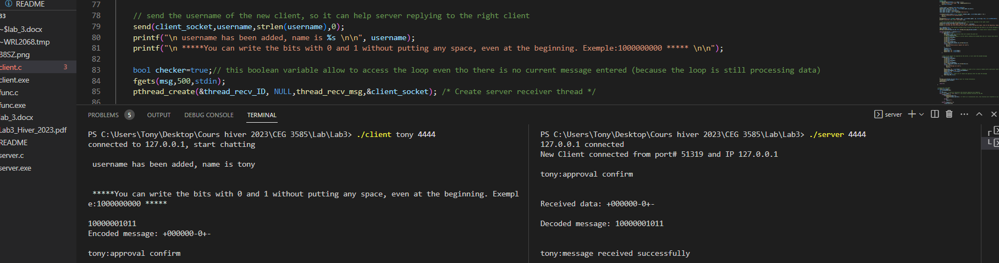 README
33
~$lab_3.docx
~WRL2068.tmp
B8SZ.png
client.c 3
client.exe
func.c
func.exe
lab_3.docx
Lab3_Hiver_2023.pdf
README
server.c
server.exe
77
78 // send the username of the new client, so it can help server replying to the right client
79 send(client_socket,username,strlen(username),0);
80 printf("\n username has been added, name is %s \n\n", username);
81 printf("\n *****You can write the bits with 0 and 1 without putting any space, even at the beginning. Exemple:1000000000 ***** \n\n");
82
83 bool checker=true;// this boolean variable allow to access the loop even tho there is no current message entered (because the loop is still processing data)
84 fgets(msg,500,stdin);
85 pthread_create(&thread_recv_ID, NULL,thread_recv_msg,&client_socket); /* Create server receiver thread */
86
PROBLEMS 5 OUTPUT DEBUG CONSOLE TERMINAL
server
PS C:\Users\Tony\Desktop\Cours hiver 2023\CEG 3585\Lab\Lab3> ./client tony 4444
connected to 127.0.0.1, start chatting
username has been added, name is tony
*****You can write the bits with 0 and 1 without putting any space, even at the beginning. Exempl
e:1000000000 *****
10000001011
Encoded message: +000000-0+-
tony:approval confirm
PS C:\Users\Tony\Desktop\Cours hiver 2023\CEG 3585\Lab\Lab3> ./server 4444
127.0.0.1 connected
New Client connected from port# 51319 and IP 127.0.0.1
tony:approval confirm
Received data: +000000-0+-
Decoded message: 10000001011
tony:message received successfully